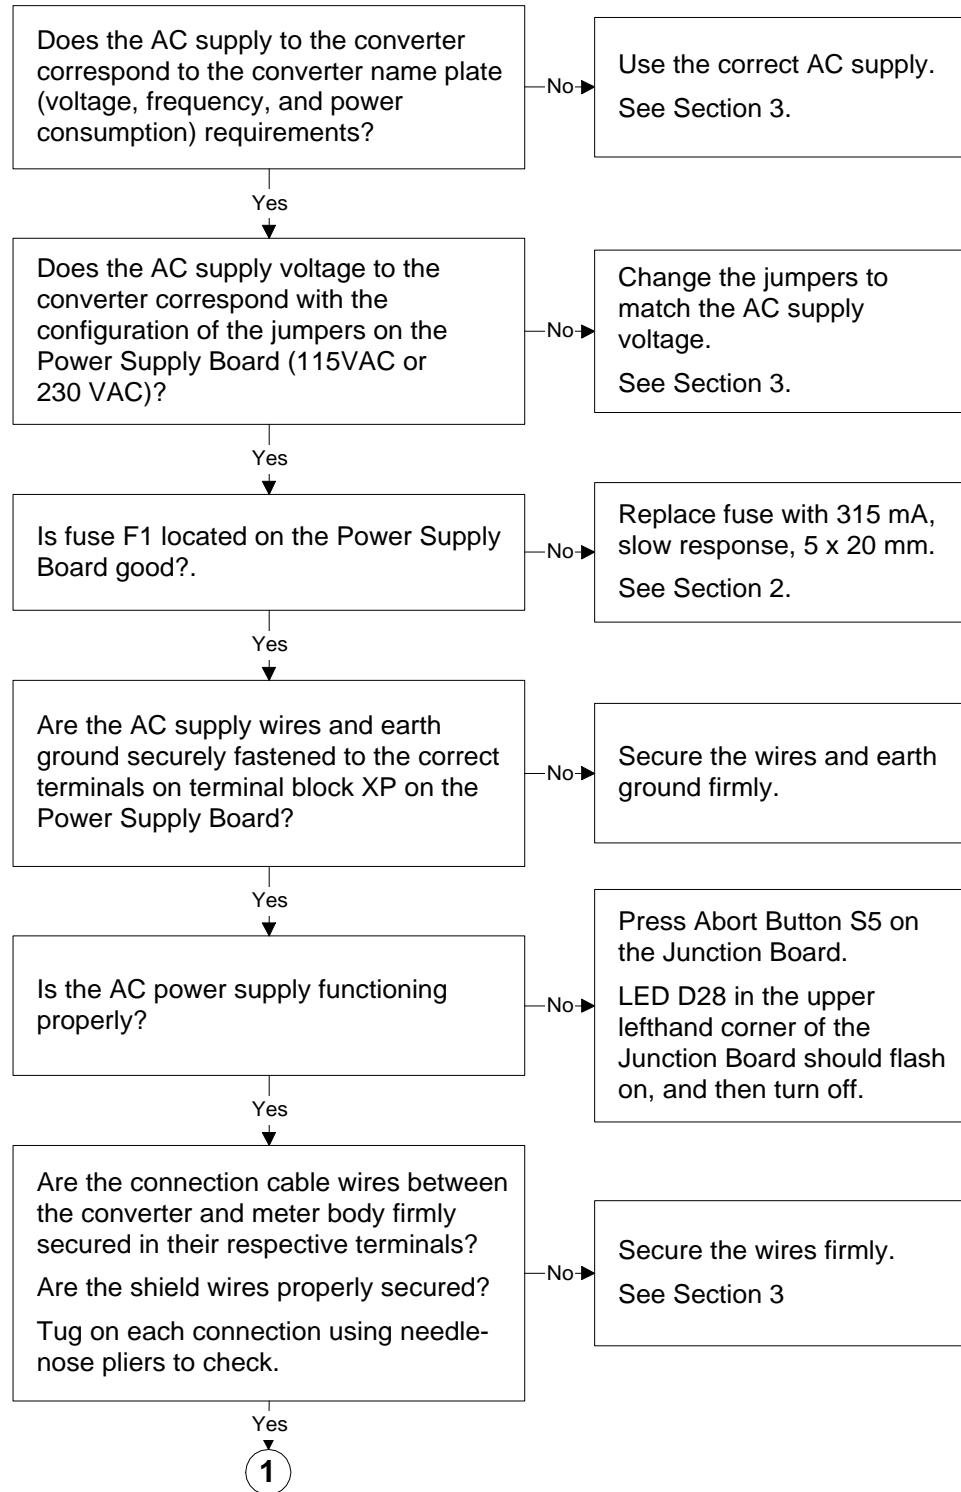 Does the AC supply to the converter
correspond to the converter name plate
(voltage, frequency, and power
consumption) requirements?
No
Use the correct AC supply.
See Section 3.
Yes
Does the AC supply voltage to the
converter correspond with the
configuration of the jumpers on the
Power Supply Board (115VAC or
230 VAC)?
No
Change the jumpers to
match the AC supply
voltage.
See Section 3.
Yes
Is fuse F1 located on the Power Supply
Board good?.
No
Replace fuse with 315 mA,
slow response, 5 x 20 mm.
See Section 2.
Yes
Are the AC supply wires and earth
ground securely fastened to the correct
terminals on terminal block XP on the
Power Supply Board?
No
Secure the wires and earth
ground firmly.
Yes
Is the AC power supply functioning
properly?
No
Press Abort Button S5 on
the Junction Board.
LED D28 in the upper
lefthand corner of the
Junction Board should flash
on, and then turn off.
Yes
Are the connection cable wires between
the converter and meter body firmly
secured in their respective terminals?
Are the shield wires properly secured?
Tug on each connection using needle-
nose pliers to check.
No
Secure the wires firmly.
See Section 3
Yes
1